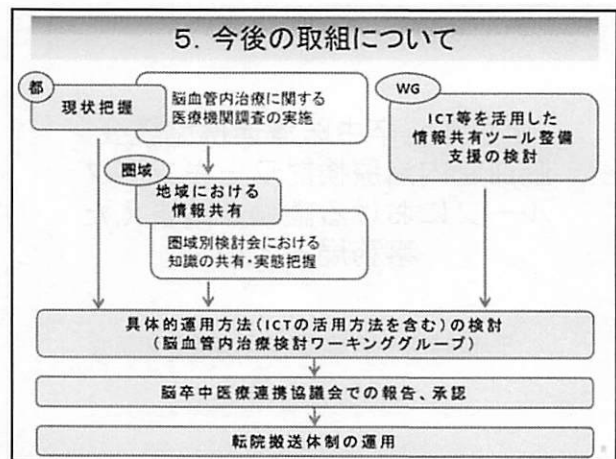 5. 今後の取組について
都
現状把握
脳血管内治療に関する
医療機関調査の実施
圏域
地域における
情報共有
圏域別検討会における
知識の共有・実態把握
WG
ICT等を活用した
情報共有ツール整備
支援の検討
具体的運用方法(ICTの活用方法を含む)の検討
(脳血管内治療検討ワーキンググループ)
脳卒中医療連携協議会での報告、承認
転院搬送体制の運用